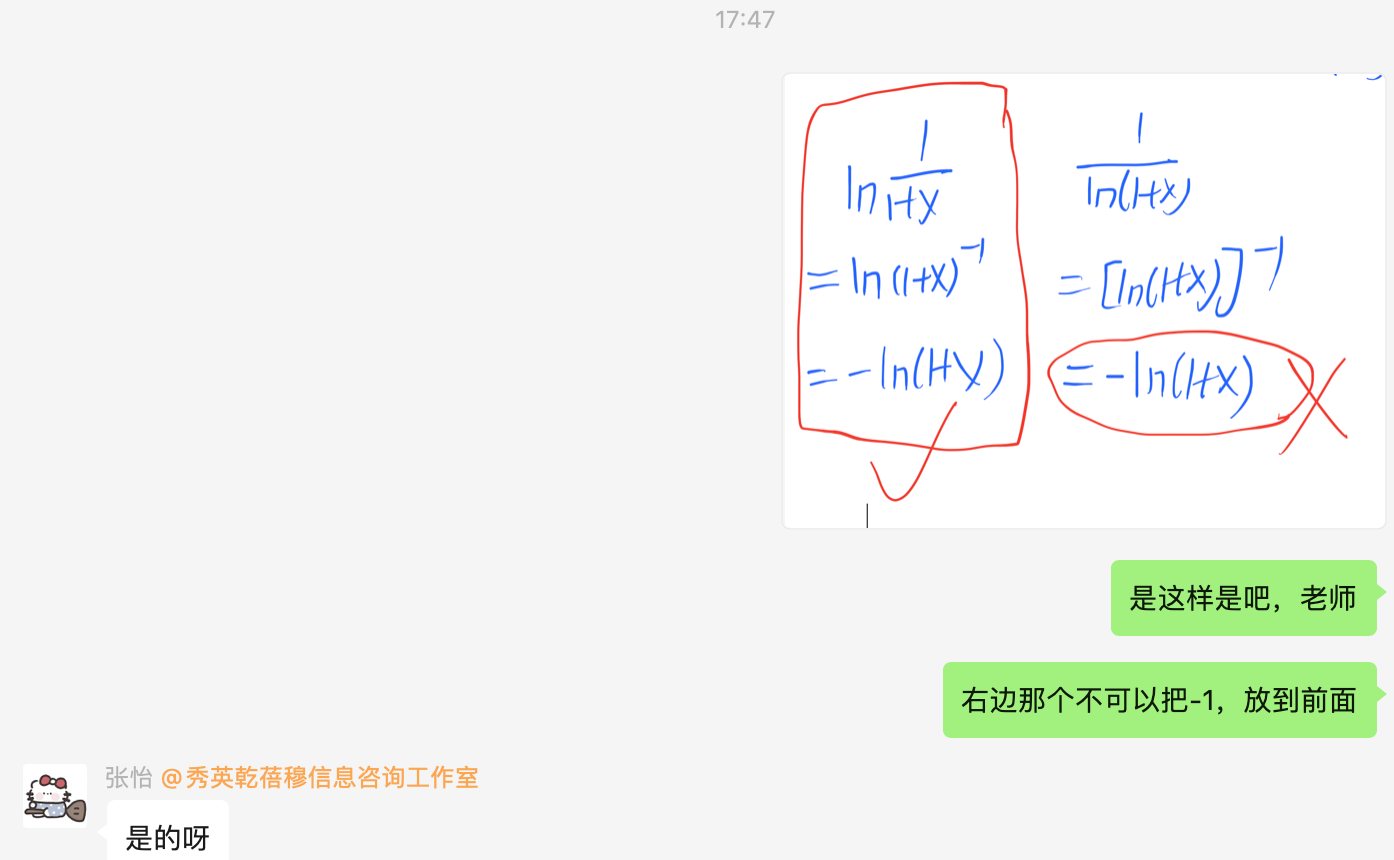 17:47
ln 1/(1+x)
= ln (1+x)^-1
= -ln(1+x)
1/ln(1+x)
= [ln(1+x)]^-1
= -ln(1+x)
是这样是吧，老师
右边那个不可以把-1，放到前面
张怡 @秀英乾蓓穆信息咨询工作室
是的呀